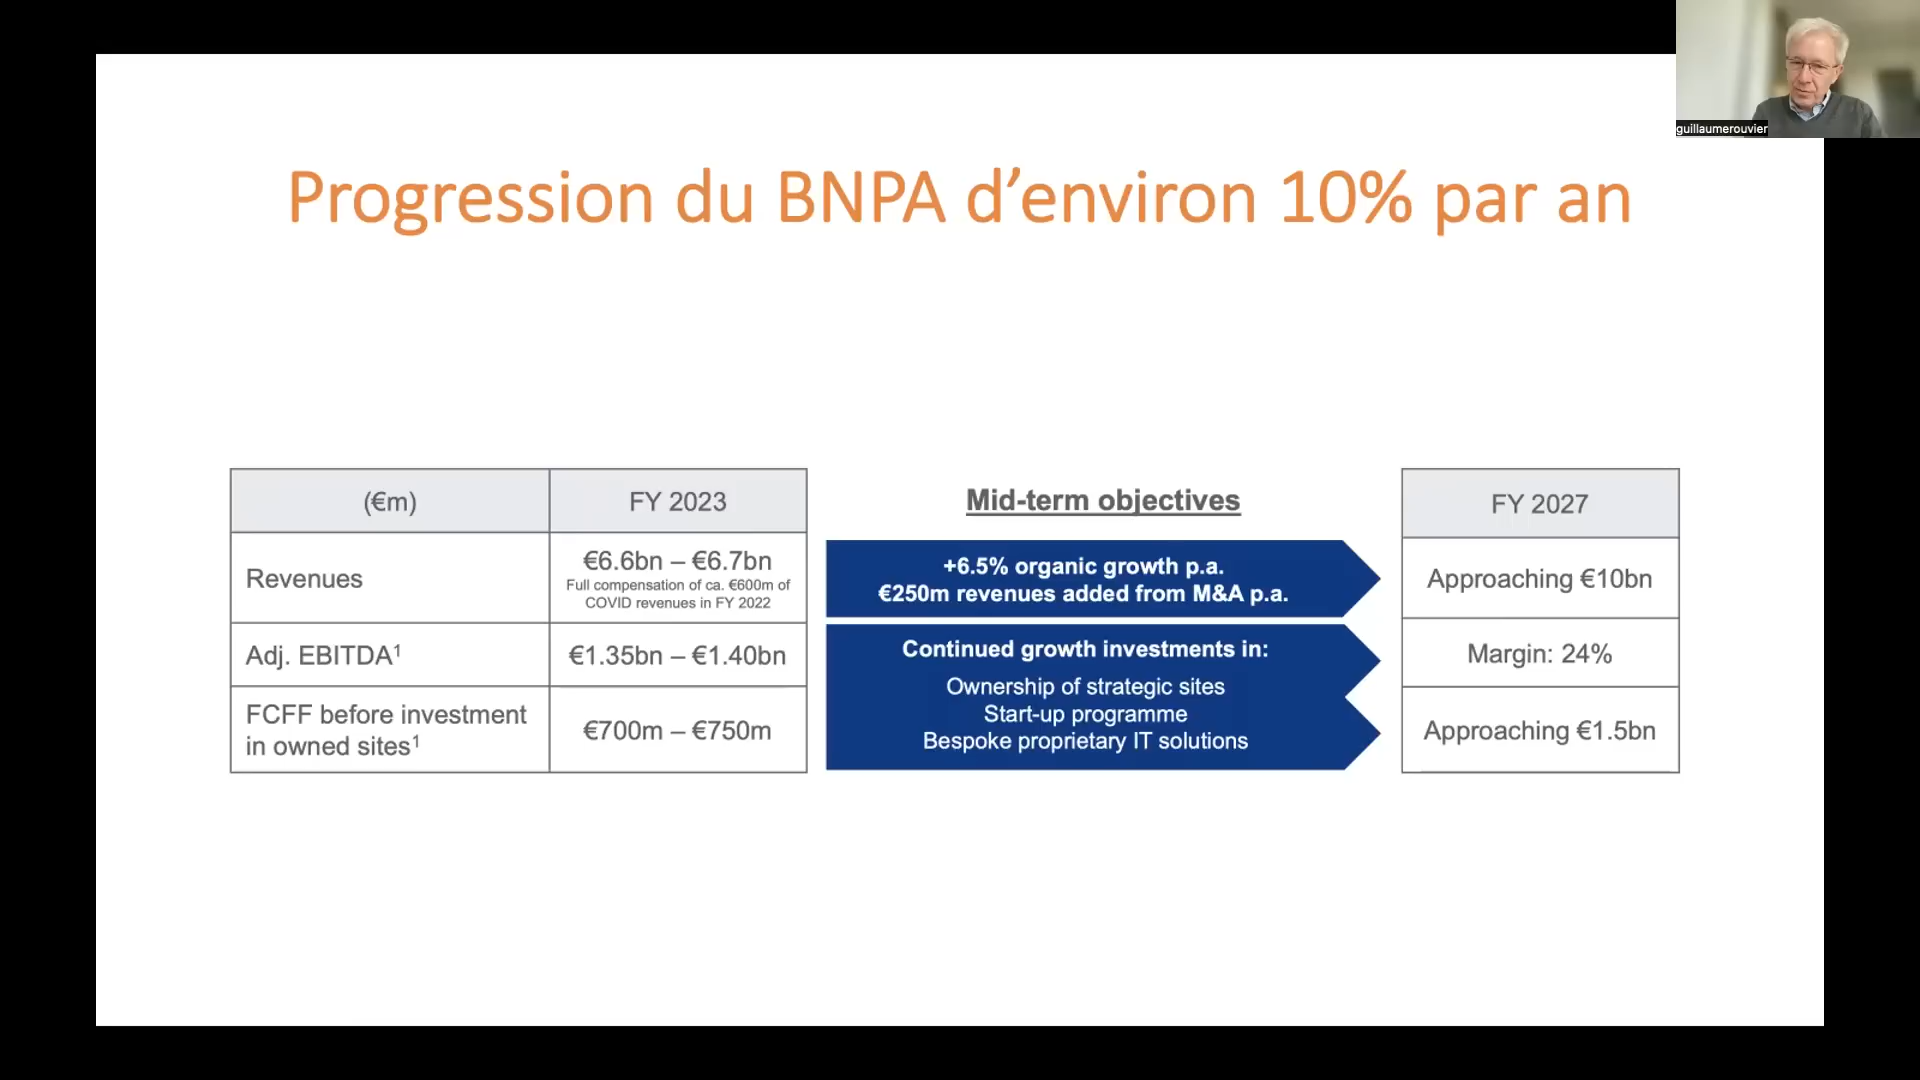 guillaumerouvier
Progression du BNPA d’environ 10% par an
(€m)
FY 2023
Revenues
€6.6bn – €6.7bn
Full compensation of ca. €600m of
COVID revenues in FY 2022
Adj. EBITDA¹
€1.35bn – €1.40bn
FCFF before investment
in owned sites¹
€700m – €750m
Mid-term objectives
+6.5% organic growth p.a.
€250m revenues added from M&A p.a.
Continued growth investments in:
Ownership of strategic sites
Start-up programme
Bespoke proprietary IT solutions
FY 2027
Approaching €10bn
Margin: 24%
Approaching €1.5bn